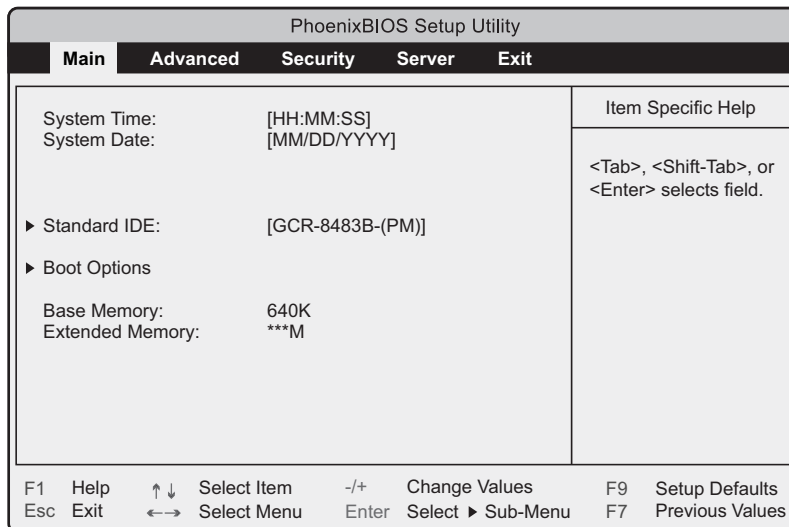 PhoenixBIOS Setup Utility
Main Advanced Security Server Exit
System Time: [HH:MM:SS]
System Date: [MM/DD/YYYY]
Standard IDE: [GCR-8483B-(PM)]
Boot Options
Base Memory: 640K
Extended Memory: ***M
Item Specific Help
<Tab>, <Shift-Tab>, or
<Enter> selects field.
F1 Help ↑↓ Select Item -/+ Change Values F9 Setup Defaults
Esc Exit ←→ Select Menu Enter Select ▶ Sub-Menu F7 Previous Values